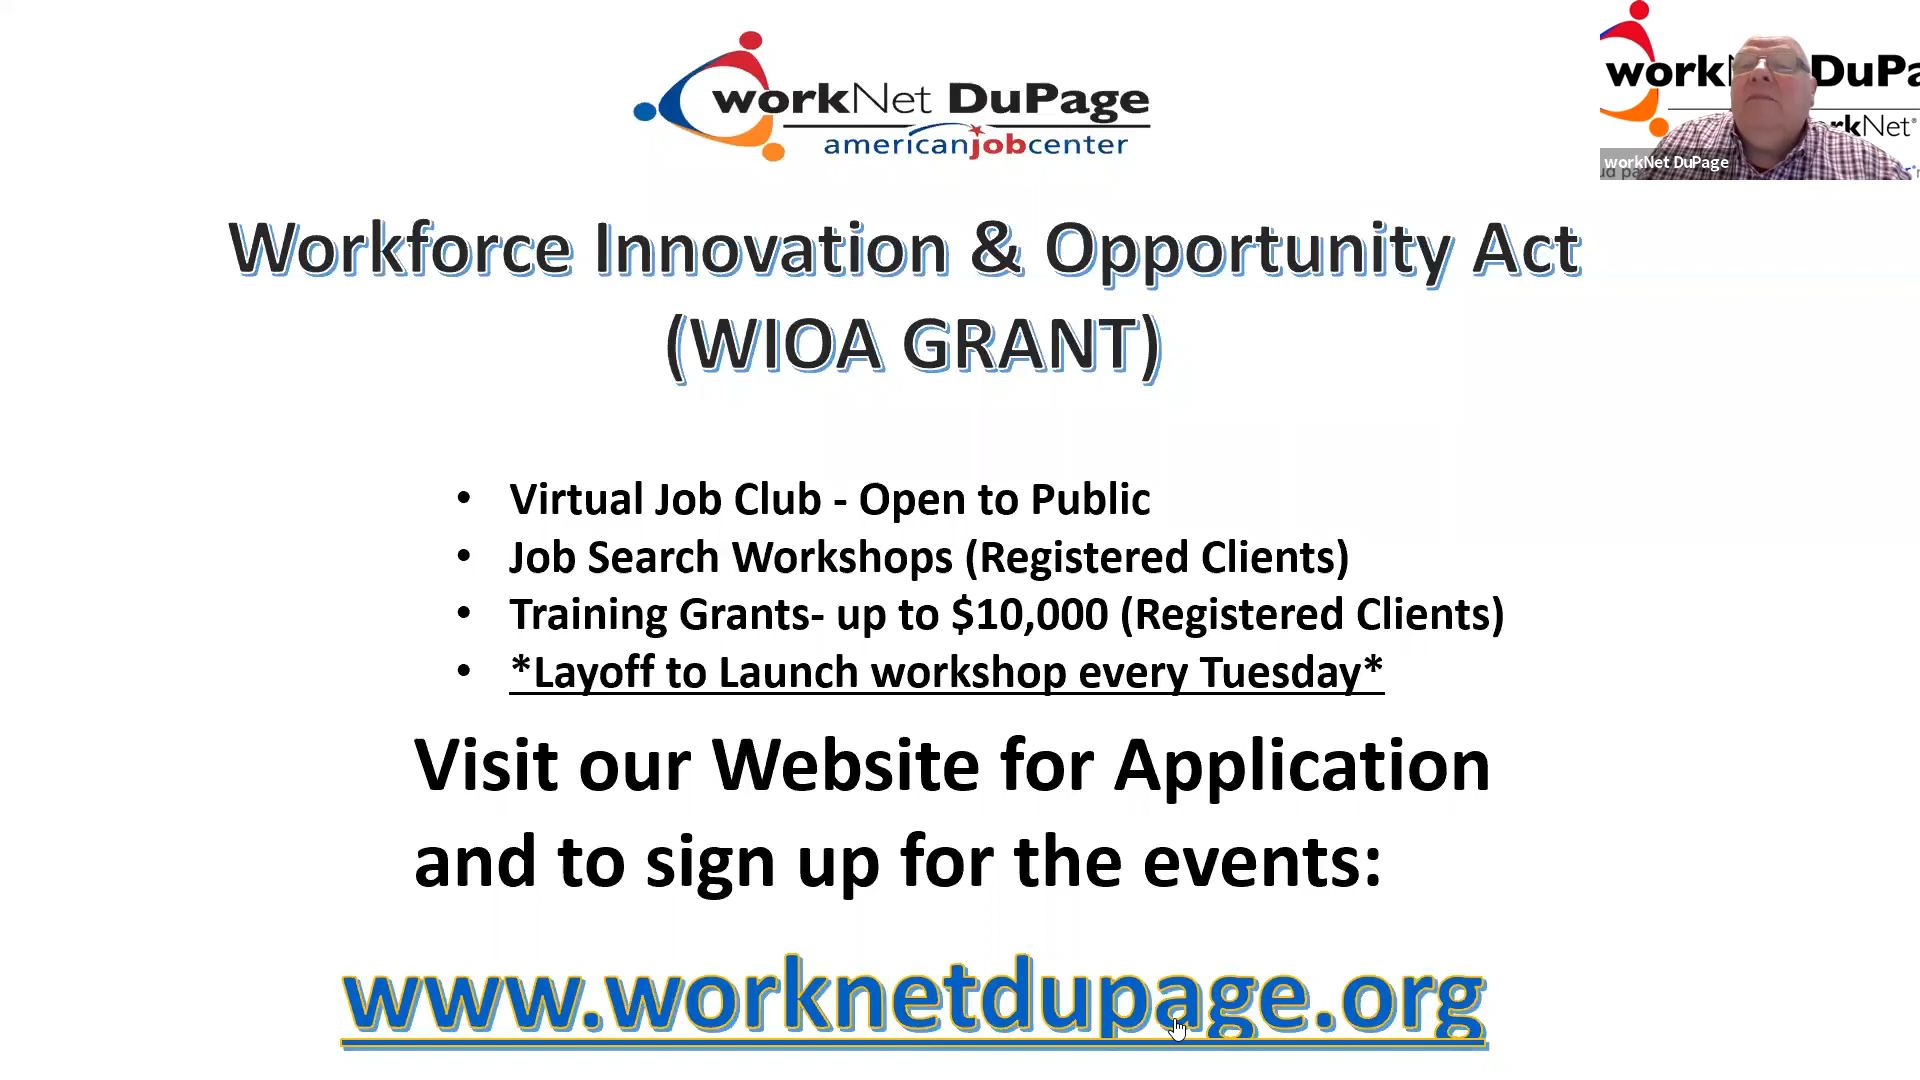 workNet DuPage
americanjobcenter
workNet DuPage
Workforce Innovation & Opportunity Act
(WIOA GRANT)
• Virtual Job Club - Open to Public
• Job Search Workshops (Registered Clients)
• Training Grants- up to $10,000 (Registered Clients)
• *Layoff to Launch workshop every Tuesday*
Visit our Website for Application
and to sign up for the events:
www.worknetdupage.org